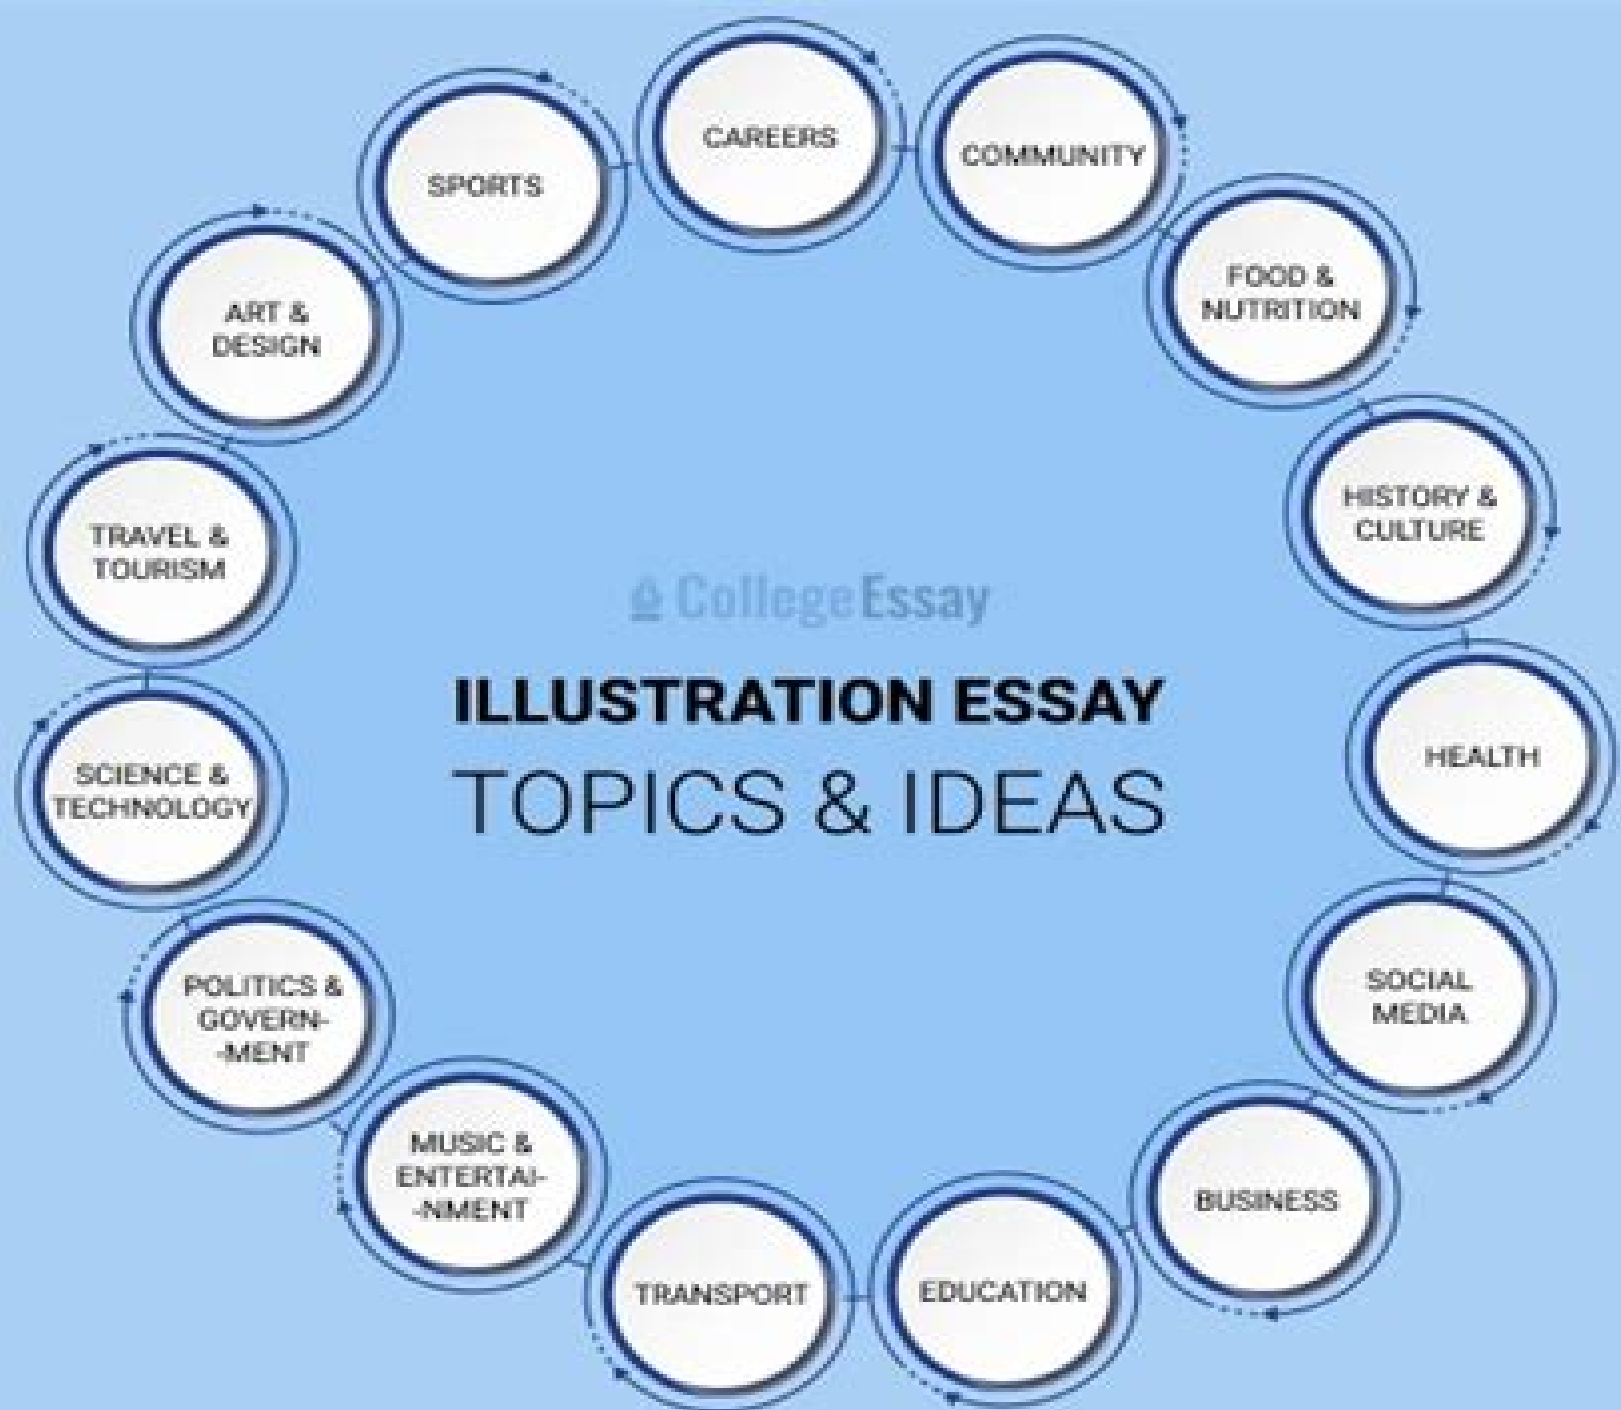 CAREERS
COMMUNITY
SPORTS
FOOD &
NUTRITION
ART &
DESIGN
HISTORY &
CULTURE
TRAVEL &
TOURISM
CollegeEssay
ILLUSTRATION ESSAY
TOPICS & IDEAS
HEALTH
SCIENCE &
TECHNOLOGY
SOCIAL
MEDIA
POLITICS &
GOVERN-
-MENT
MUSIC &
ENTERTAI-
-NMENT
BUSINESS
TRANSPORT
EDUCATION